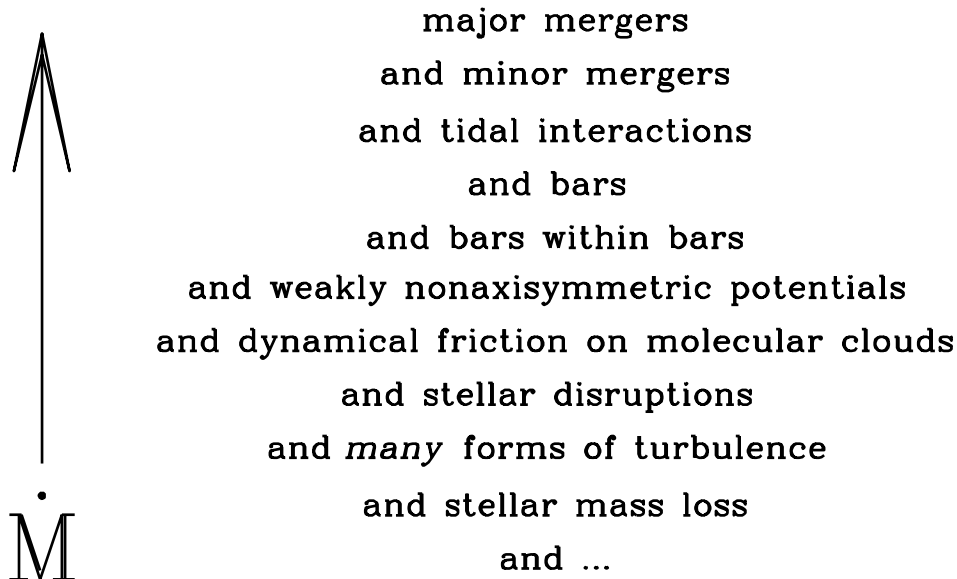 major mergers
and minor mergers
and tidal interactions
and bars
and bars within bars
and weakly nonaxisymmetric potentials
and dynamical friction on molecular clouds
and stellar disruptions
and many forms of turbulence
and stellar mass loss
and ...
Ṁ